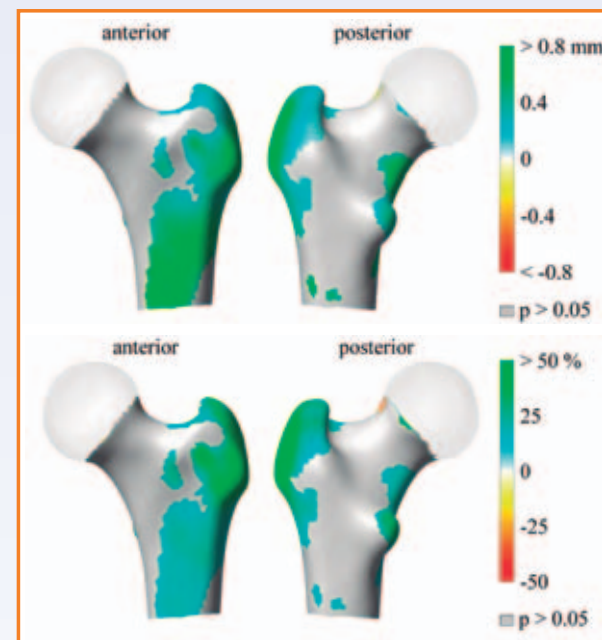 anterior posterior
> 0.8 mm
0.4
0
-0.4
< -0.8
p > 0.05
anterior posterior
> 50 %
25
0
-25
-50
p > 0.05